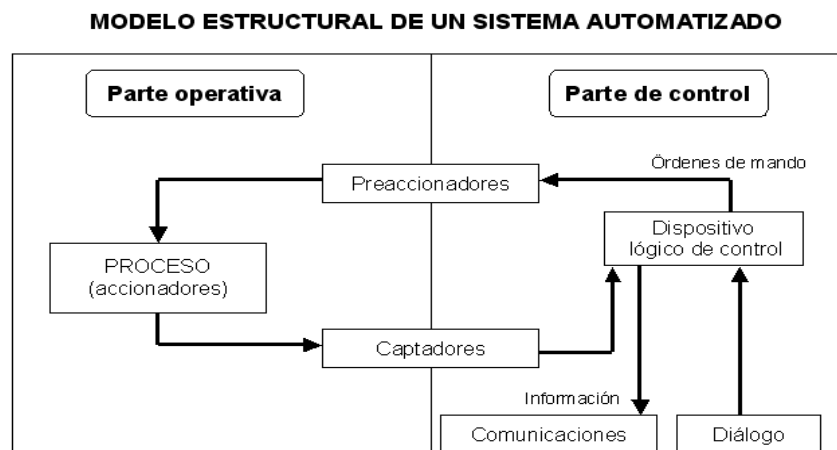 MODELO ESTRUCTURAL DE UN SISTEMA AUTOMATIZADO
Parte operativa
Parte de control
Órdenes de mando
Preaccionadores
Dispositivo
lógico de control
PROCESO
(accionadores)
Captadores
Información
Comunicaciones
Diálogo